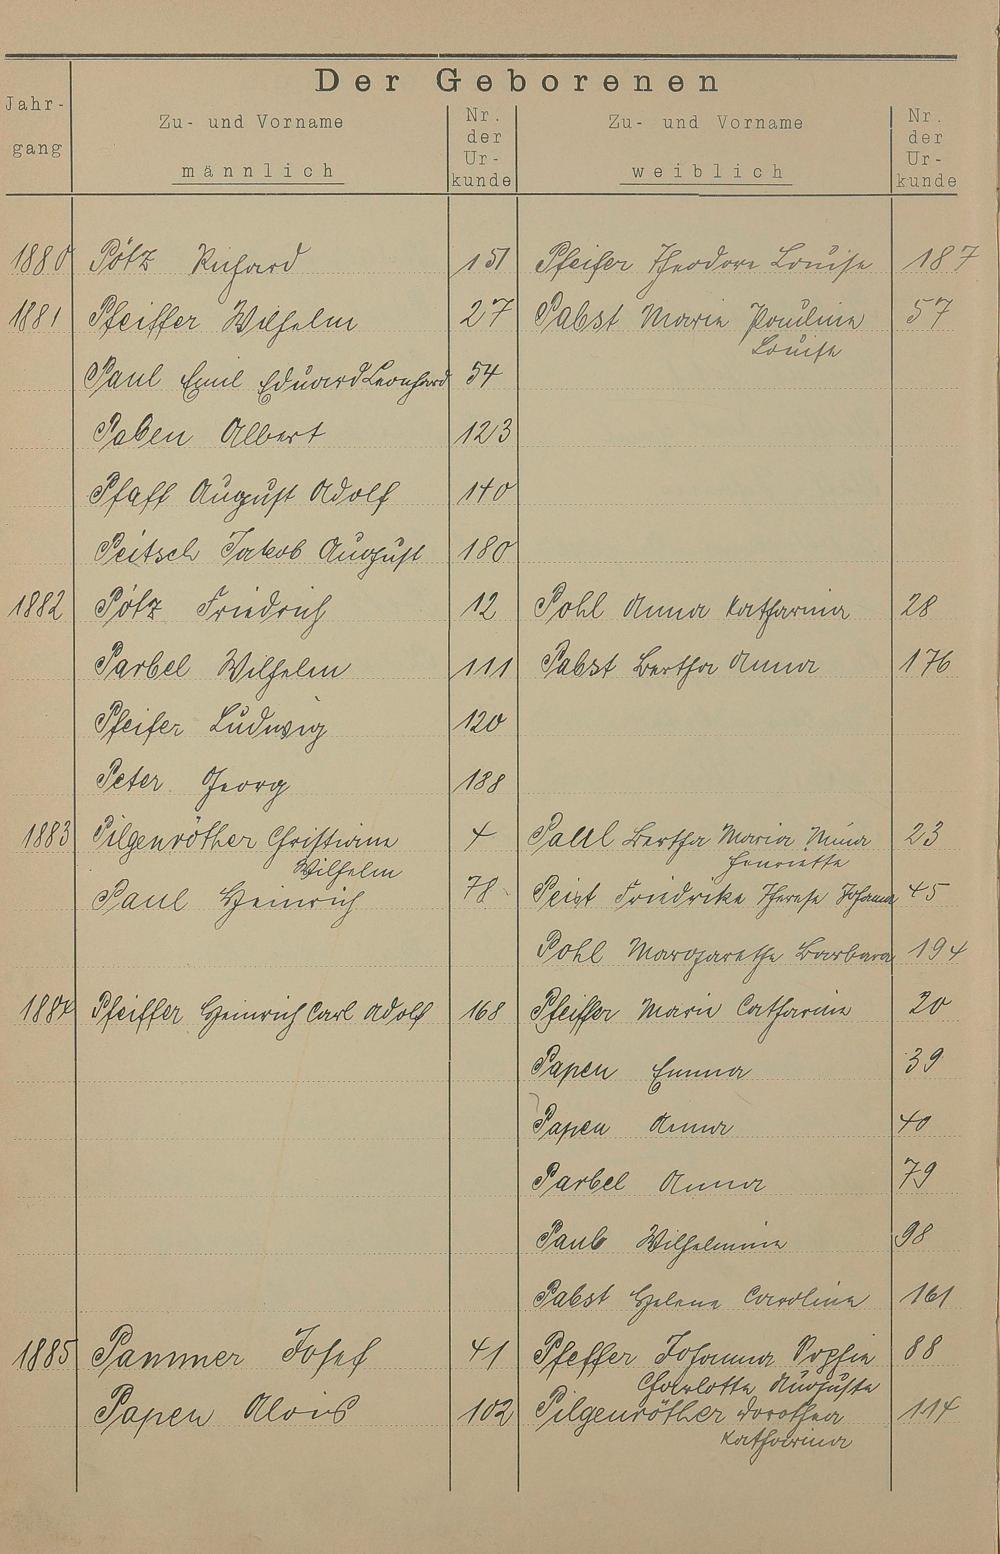 Der Geborenen
Jahr-
gang
Zu- und Vorname
männlich
Nr.
der
Ur-
kunde
Zu- und Vorname
weiblich
Nr.
der
Ur-
kunde
1880 Pötz Richard 151 Pfeifer Theodore Louise 187
1881 Pfeiffer Wilhelm 27 Pabst Marie Pauline 57
Louise
Paul Emil Eduard Leonhard 54
Paben Albert 123
Pfaff August Adolf 140
Peitsch Jakob August 180
1882 Pötz Friedrich 12 Pohl Anna Katharina 28
Parbel Wilhelm 111 Pabst Bertha Anna 176
Pfeifer Ludwig 120
Peter Georg 188
1883 Pilgenröther Christian 4 Paul Bertha Maria Mina 23
Wilhelm Henriette
Paul Heinrich 78 Peist Friedrike Therese Johanna 45
Pohl Margarethe Barbara 194
1884 Pfeiffer Heinrich Carl Adolf 168 Pfeiffer Marie Catharine 20
Papen Emma 39
Papen Anna 40
Parbel Anna 79
Paub Wilhelmine 98
Pabst Helene Caroline 161
1885 Pammer Josef 41 Pfeffer Johanna Sophie 88
Charlotte Auguste
Papen Alois 102 Pilgenröther Dorothea 114
Katharina